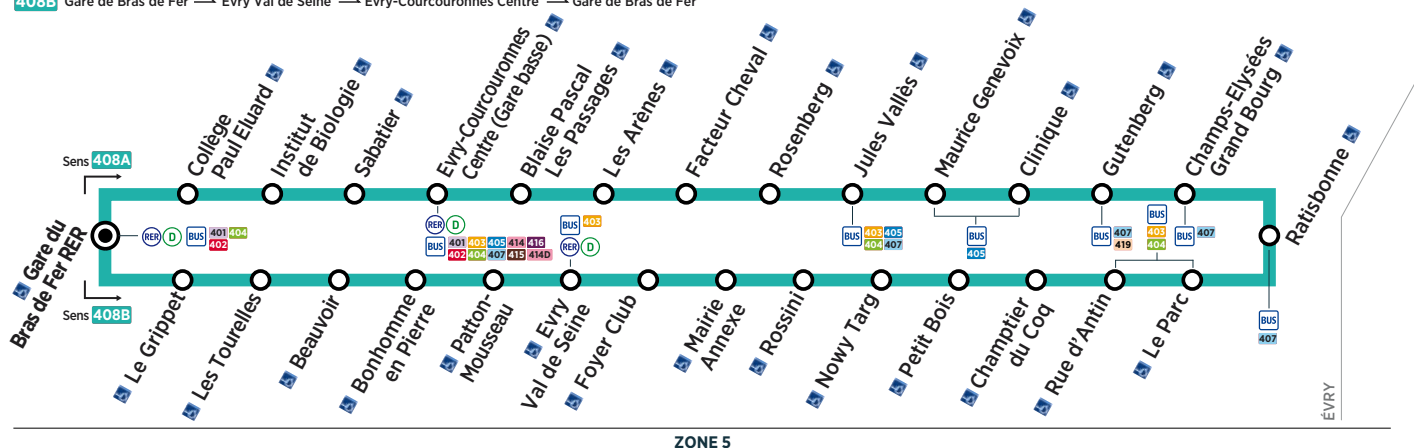 408B Gare de Bras de Fer → Evry Val de Seine → Evry-Courcouronnes Centre → Gare de Bras de Fer
Sens 408A
Gare du
Bras de Fer RER
Sens 408B
Collège
Paul Eluard
Institut
de Biologie
Sabatier
Evry-Courcouronnes
Centre (Gare basse)
Blaise Pascal
Les Passages
Les Arènes
Facteur Cheval
Rosenberg
Jules Vallès
Maurice Genevoix
Clinique
Gutenberg
Champs-Elysées
Grand Bourg
Ratisbonne
RER D BUS 401 404
402
RER D
BUS 401 403 405 414 416
402 404 407 415 414D
BUS 403
RER D
BUS 403 405
404 407
BUS
405
BUS 407
419
BUS
403
404
BUS 407
BUS
407
Le Grippet
Les Tourelles
Beauvoir
Bonhomme
en Pierre
Patton-
Mousseau
Evry
Val de Seine
Foyer Club
Mairie
Annexe
Rossini
Nowy Targ
Petit Bois
Champtier
du Coq
Rue d'Antin
Le Parc
ÉVRY
ZONE 5